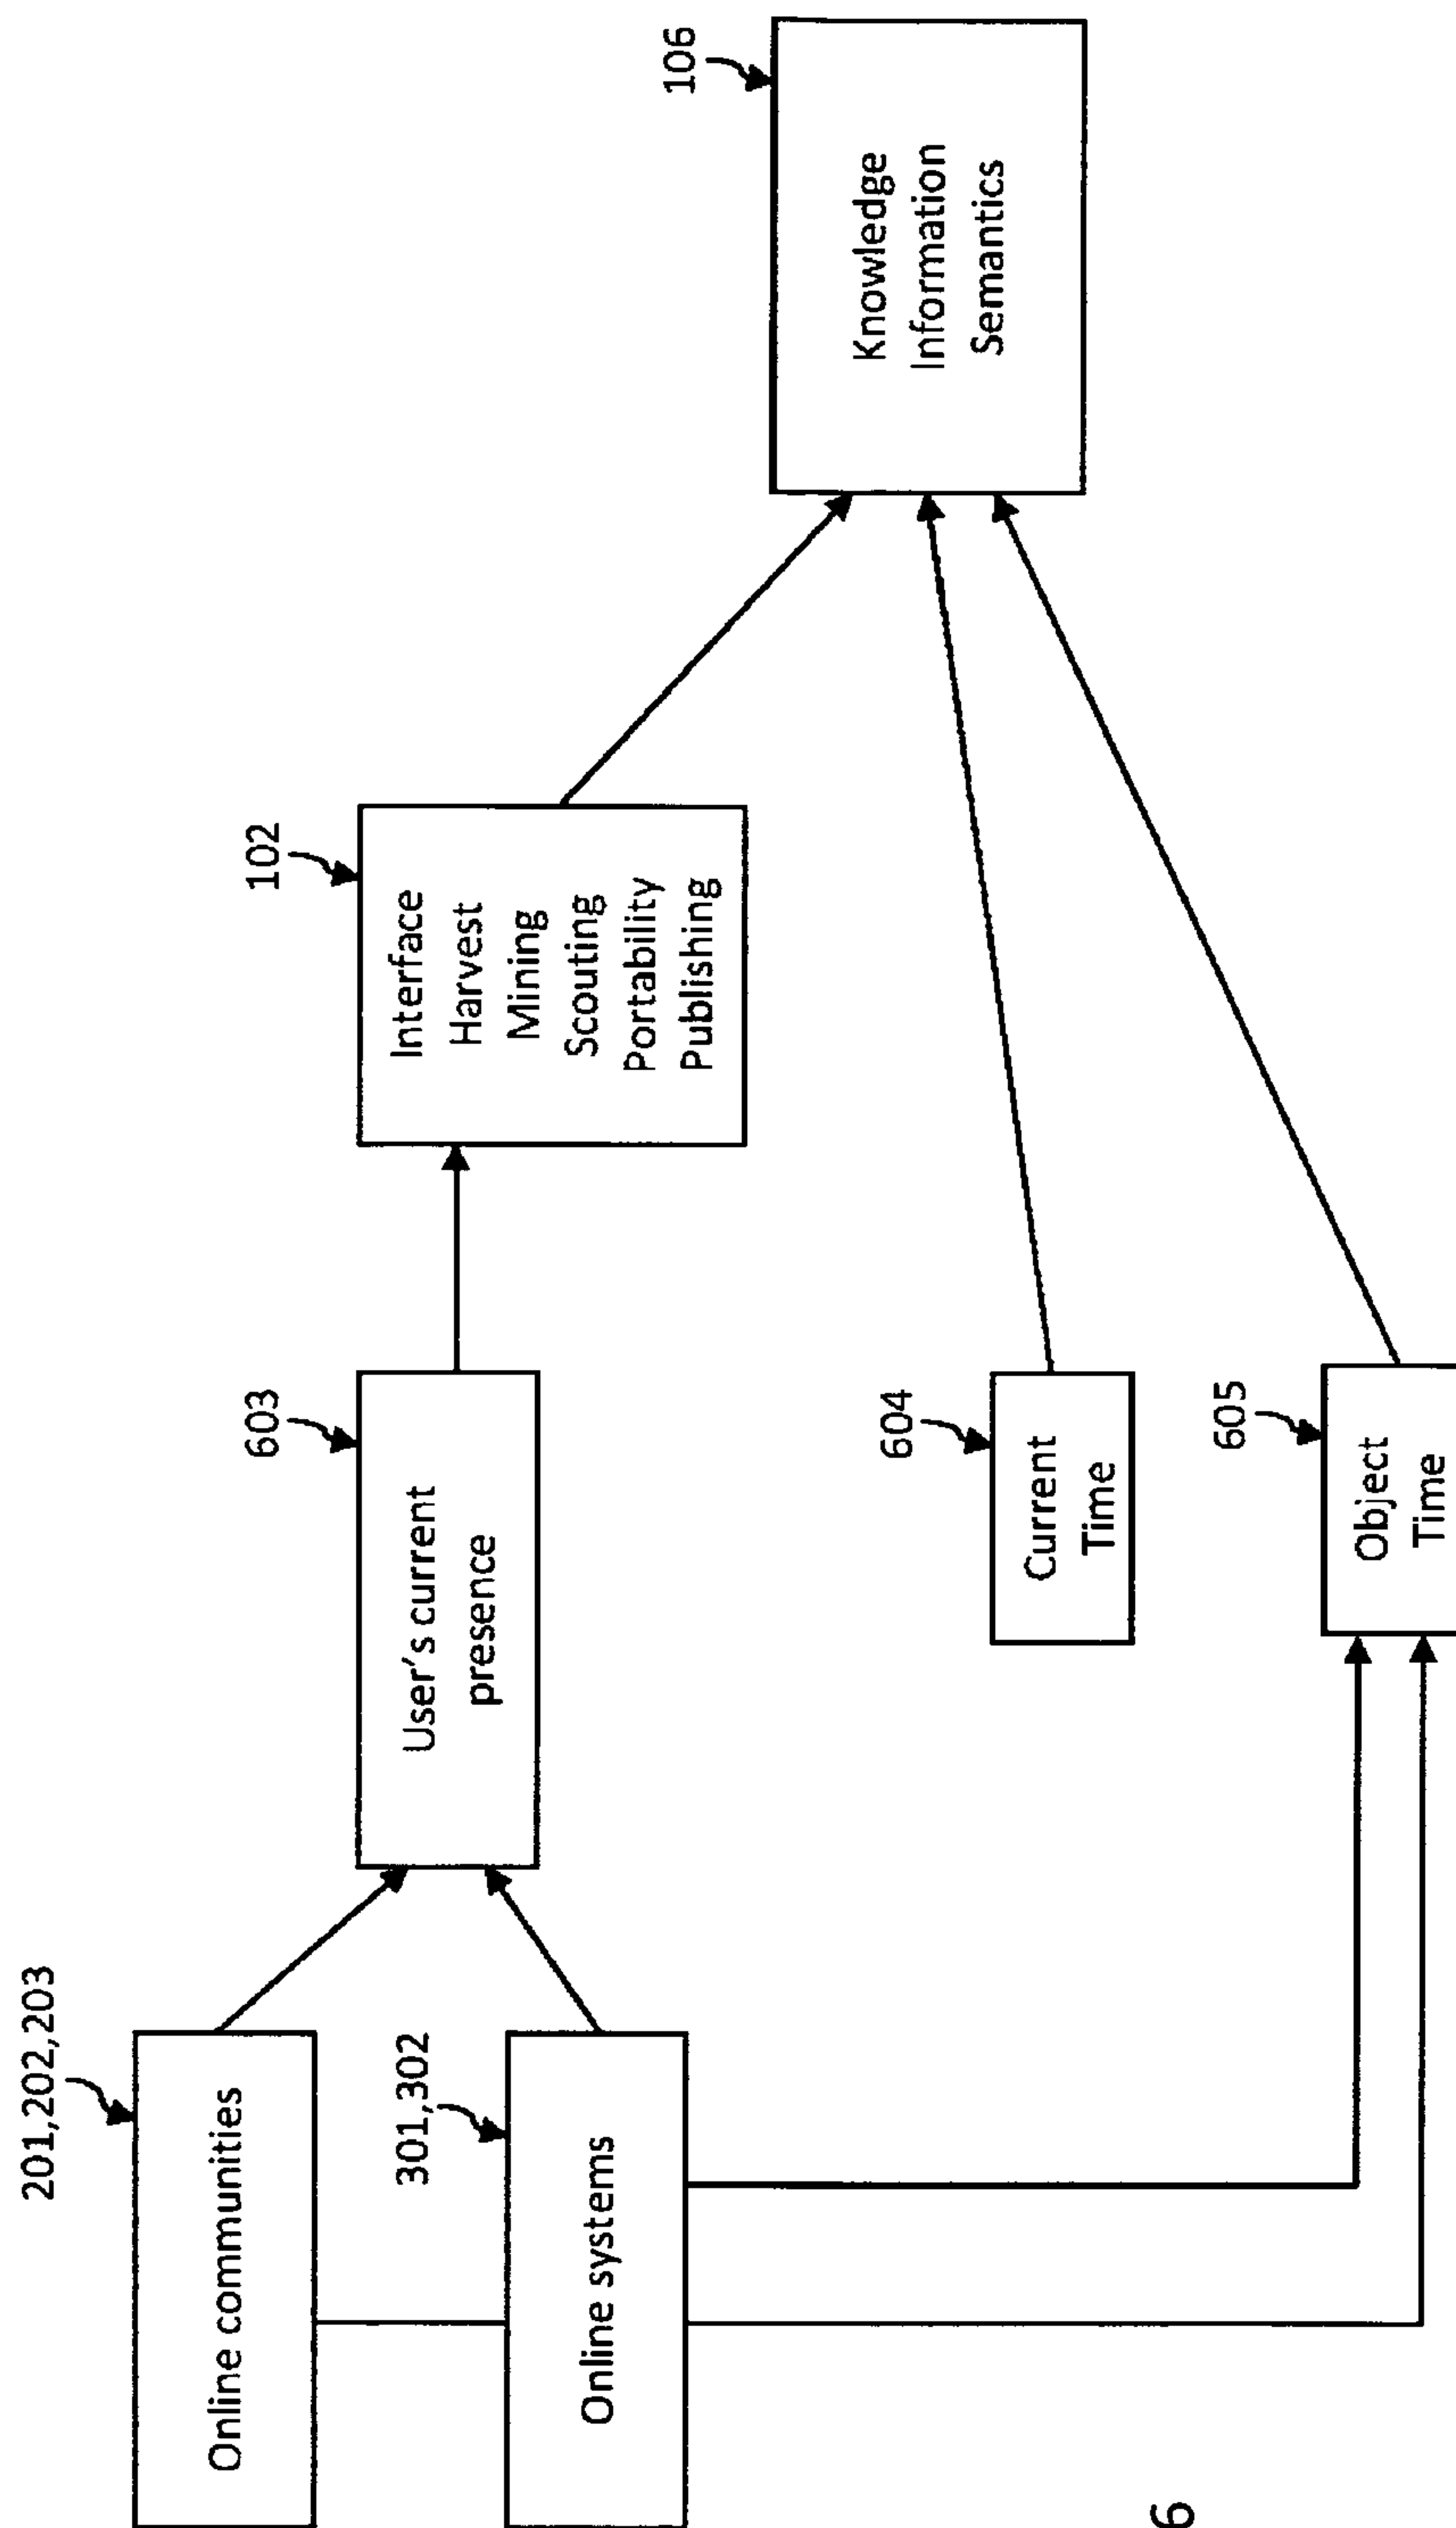 201,202,203
Online communities
301,302
Online systems
603
User's current
presence
102
Interface
Harvest
Mining
Scouting
Portability
Publishing
604
Current
Time
605
Object
Time
106
Knowledge
Information
Semantics
6